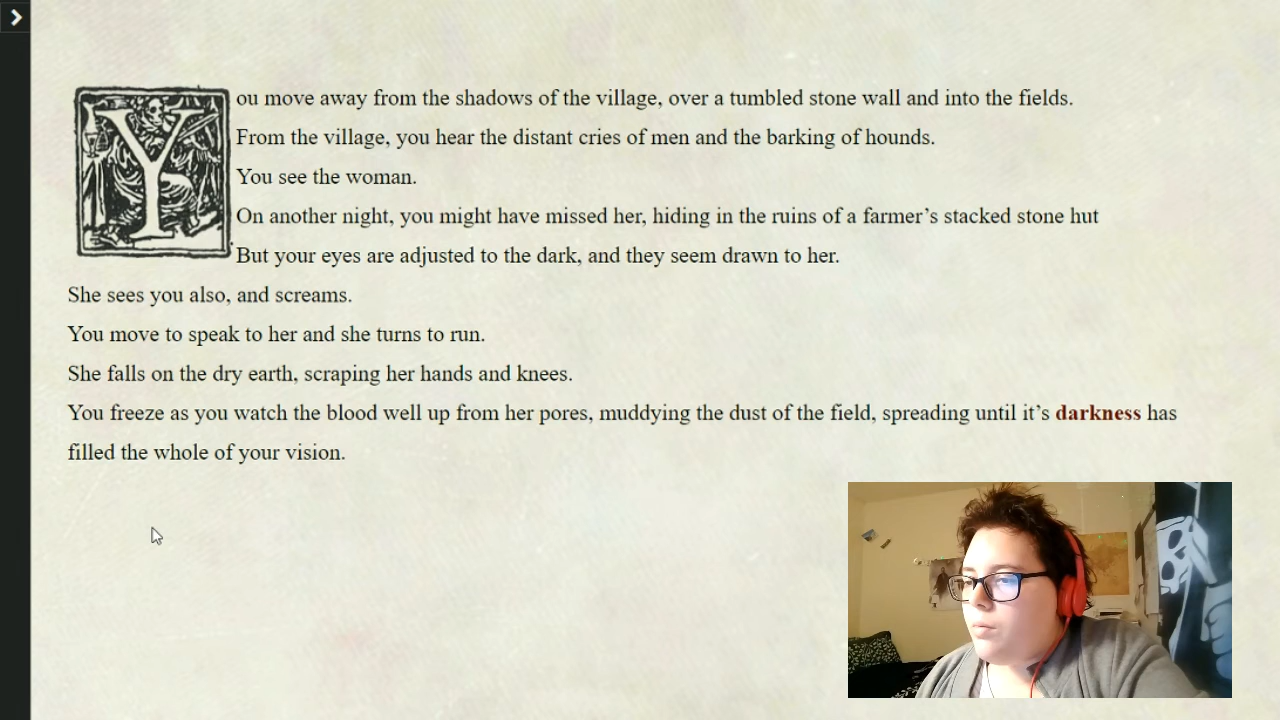 You move away from the shadows of the village, over a tumbled stone wall and into the fields.
From the village, you hear the distant cries of men and the barking of hounds.
You see the woman.
On another night, you might have missed her, hiding in the ruins of a farmer’s stacked stone hut
But your eyes are adjusted to the dark, and they seem drawn to her.
She sees you also, and screams.
You move to speak to her and she turns to run.
She falls on the dry earth, scraping her hands and knees.
You freeze as you watch the blood well up from her pores, muddying the dust of the field, spreading until it’s darkness has
filled the whole of your vision.